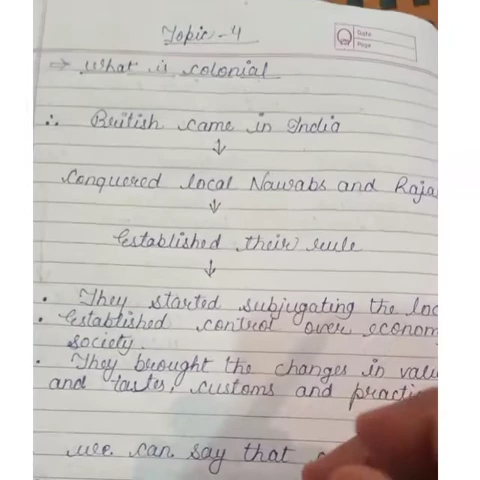 Topic-4
Date
Page
→ What is colonial
∴ British came in India
↓
Conquered local Nawabs and Raja
↓
Established their rule
↓
• They started subjugating the loc
• Established control over econom
society.
• They brought the changes in valu
and tastes, customs and practi
we can say that